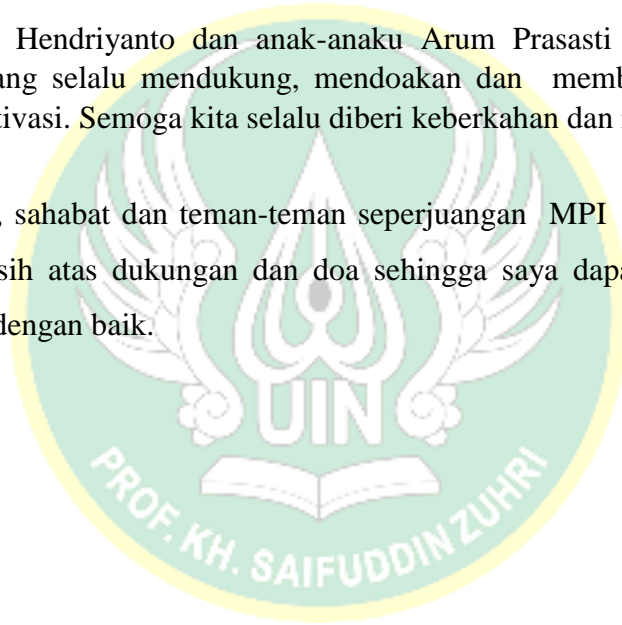 Hendriyanto dan anak-anaku Arum Prasasti
ang selalu mendukung, mendoakan dan memb
tivasi. Semoga kita selalu diberi keberkahan dan
, sahabat dan teman-teman seperjuangan MPI
sih atas dukungan dan doa sehingga saya dapa
dengan baik.
UIN
PROF. KH. SAIFUDDIN ZUHRI